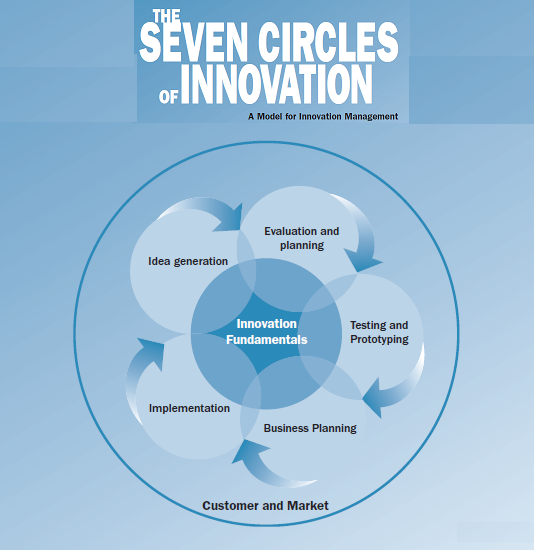 THE
SEVEN CIRCLES
OF INNOVATION
A Model for Innovation Management
Evaluation and
planning
Idea generation
Innovation
Fundamentals
Testing and
Prototyping
Implementation
Business Planning
Customer and Market